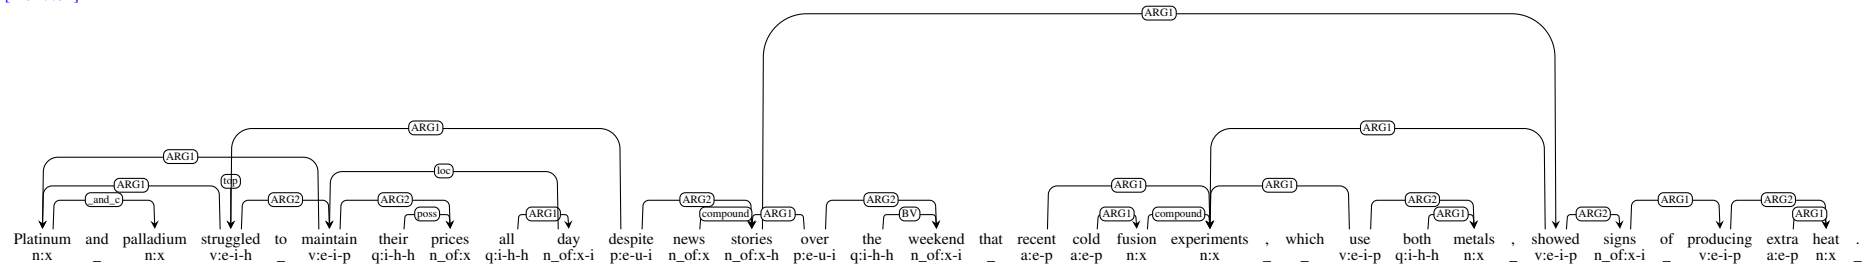 ARG1
ARG1 ARG1
ARG1 loc
ARG1 top ARG1 ARG1
_and_c ARG2 ARG2 ARG2 ARG2 ARG2 ARG1 ARG2
poss ARG1 compound ARG1 BV ARG1 compound ARG1 ARG2 ARG1
Platinum and palladium struggled to maintain their prices all day despite news stories over the weekend that recent cold fusion experiments , which use both metals , showed signs of producing extra heat .
n:x _ n:x v:e-i-h _ v:e-i-p q:i-h-h n_of:x q:i-h-h n_of:x-i p:e-u-i n_of:x n_of:x-h p:e-u-i q:i-h-h n_of:x-i _ a:e-p a:e-p n:x n:x _ _ v:e-i-p q:i-h-h n:x _ v:e-i-p n_of:x-i _ v:e-i-p a:e-p n:x _